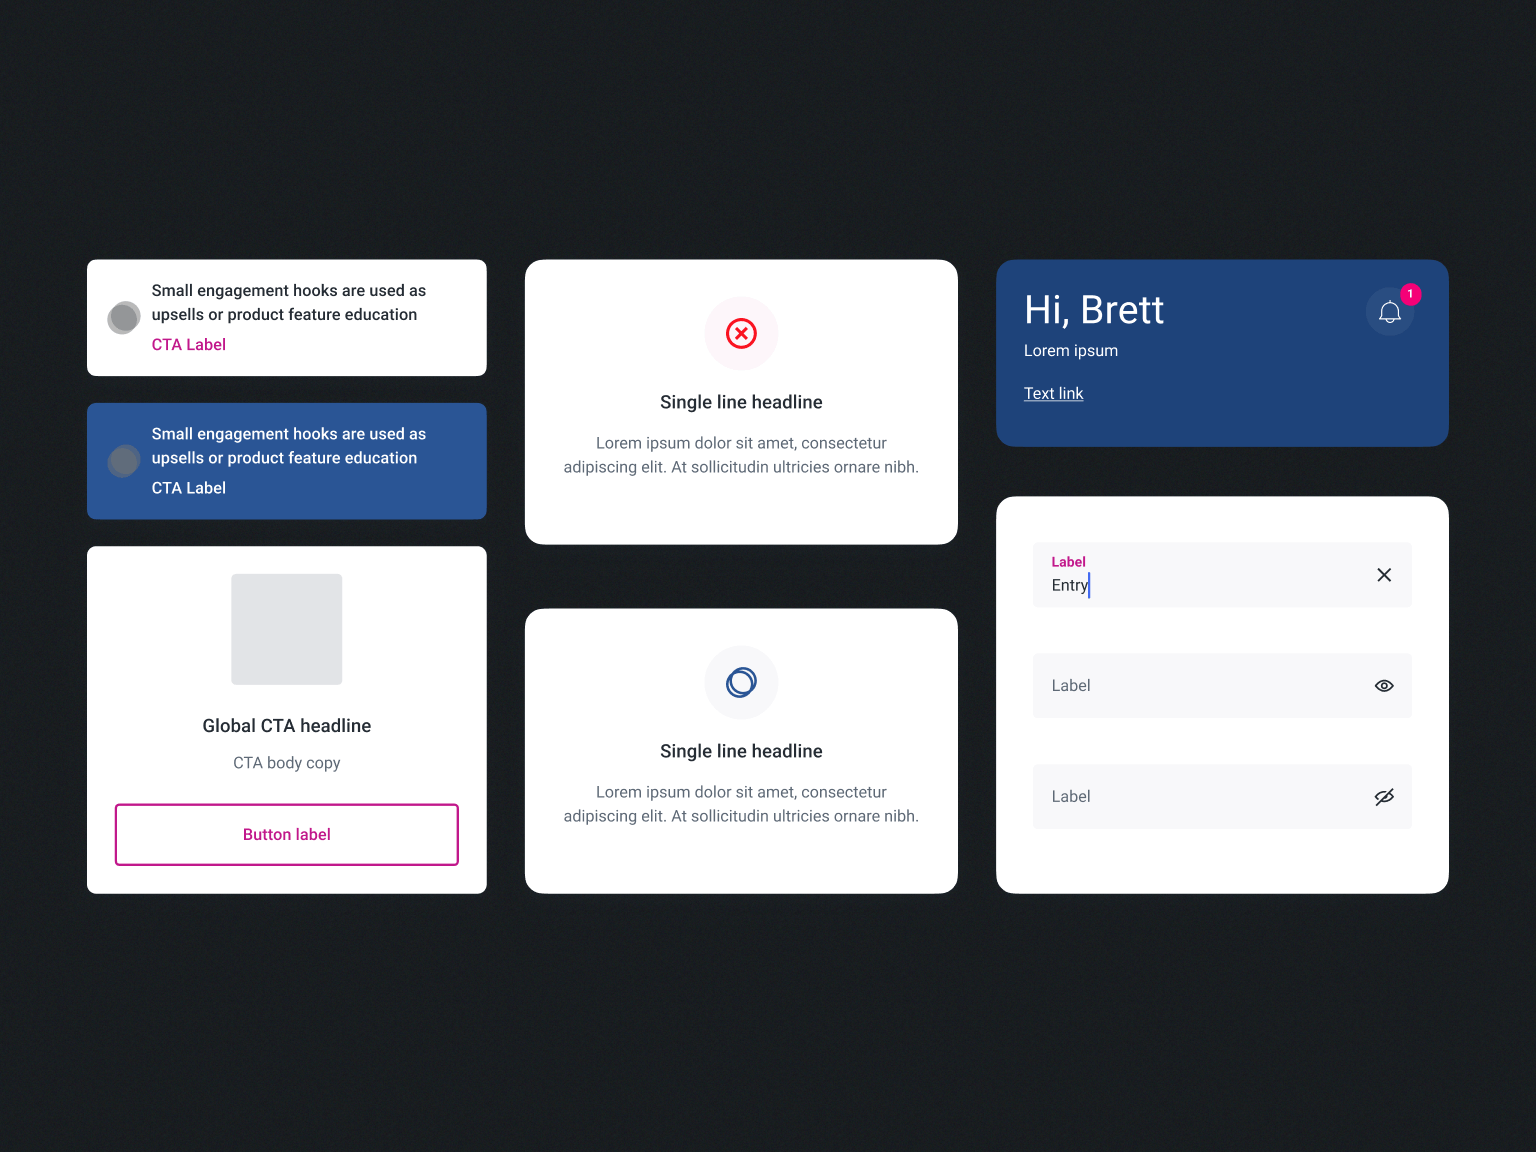 Small engagement hooks are used as
upsells or product feature education
CTA Label
Small engagement hooks are used as
upsells or product feature education
CTA Label
Global CTA headline
CTA body copy
Button label
Single line headline
Lorem ipsum dolor sit amet, consectetur
adipiscing elit. At sollicitudin ultricies ornare nibh.
Single line headline
Lorem ipsum dolor sit amet, consectetur
adipiscing elit. At sollicitudin ultricies ornare nibh.
Hi, Brett
1
Lorem ipsum
Text link
Label
Entry
Label
Label